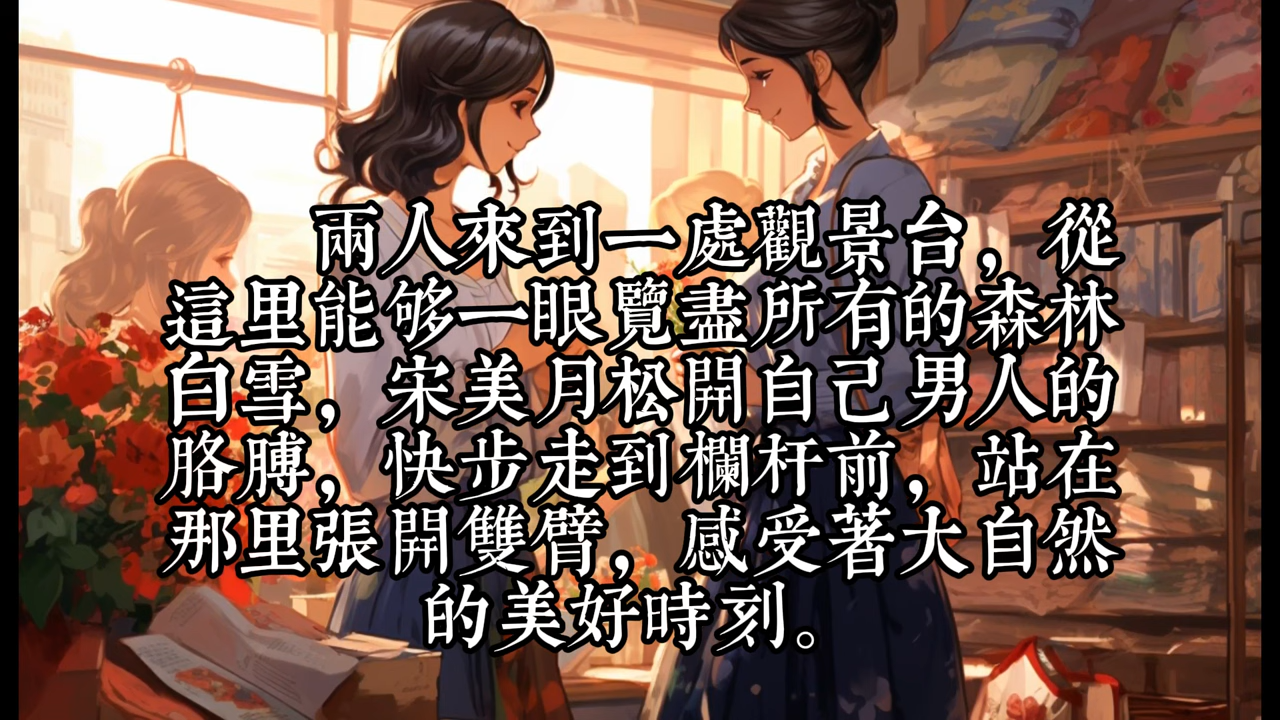 兩人來到一處觀景台，從
這里能够一眼覽盡所有的森林
白雪，宋美月松開自己男人的
胳膊，快步走到欄杆前，站在
那里張開雙臂，感受著大自然
的美好時刻。